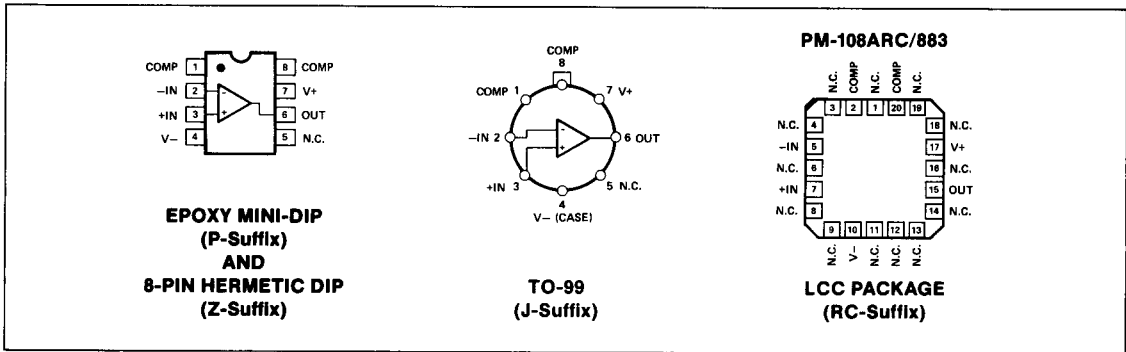 COMP 1
8 COMP
−IN 2
7 V+
+IN 3
6 OUT
V− 4
5 N.C.
EPOXY MINI-DIP
(P-Suffix)
AND
8-PIN HERMETIC DIP
(Z-Suffix)
COMP
8
COMP 1
7 V+
−IN 2
6 OUT
+IN 3
5 N.C.
4
V− (CASE)
TO-99
(J-Suffix)
PM-108ARC/883
N.C. COMP N.C. COMP N.C.
3 2 1 20 19
N.C. 4
18 N.C.
−IN 5
17 V+
N.C. 6
16 N.C.
+IN 7
15 OUT
N.C. 8
14 N.C.
9 10 11 12 13
N.C. V− N.C. N.C. N.C.
LCC PACKAGE
(RC-Suffix)